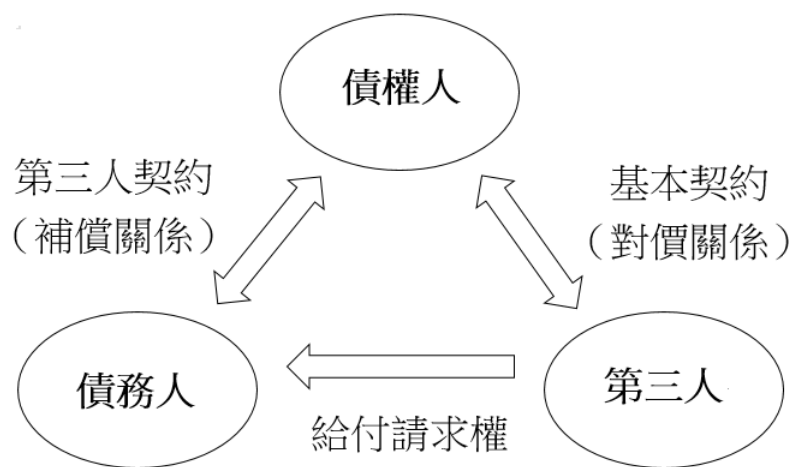 債權人
第三人契約
（補償關係）
基本契約
（對價關係）
債務人
第三人
給付請求權